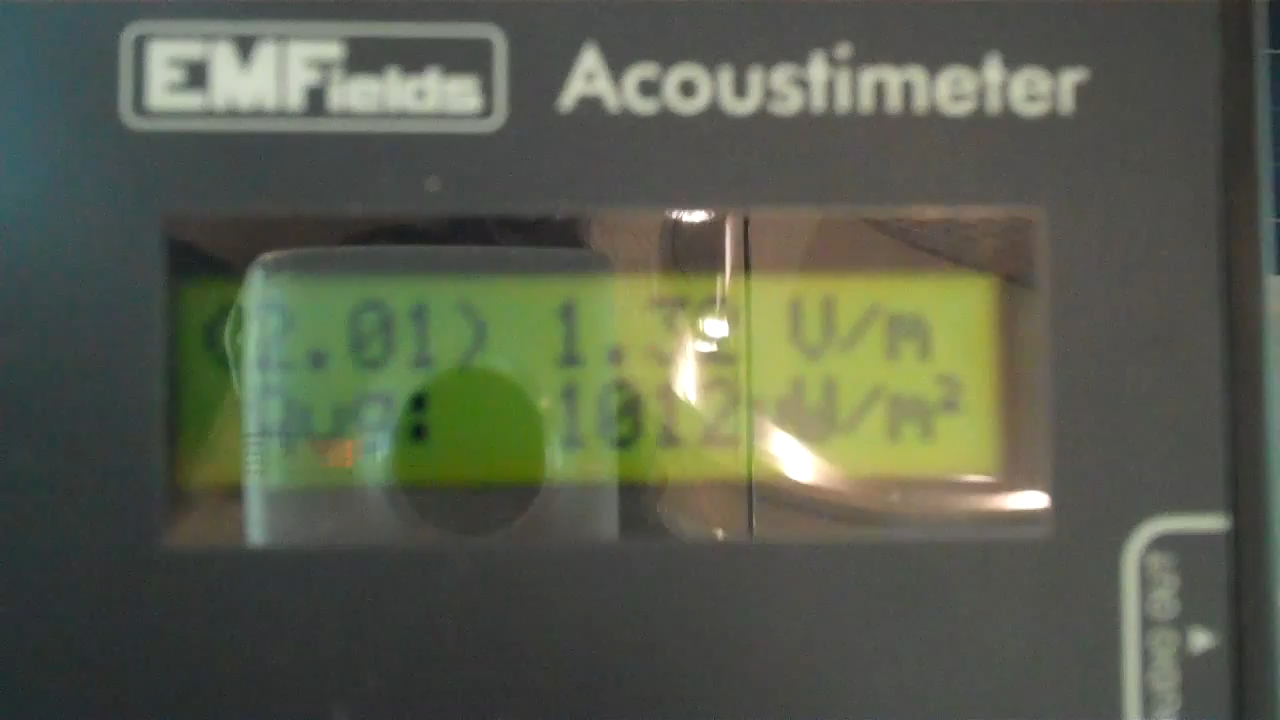 EMFields Acoustimeter
(2.01) 1.32 V/m
Avg: 1012 µW/m²